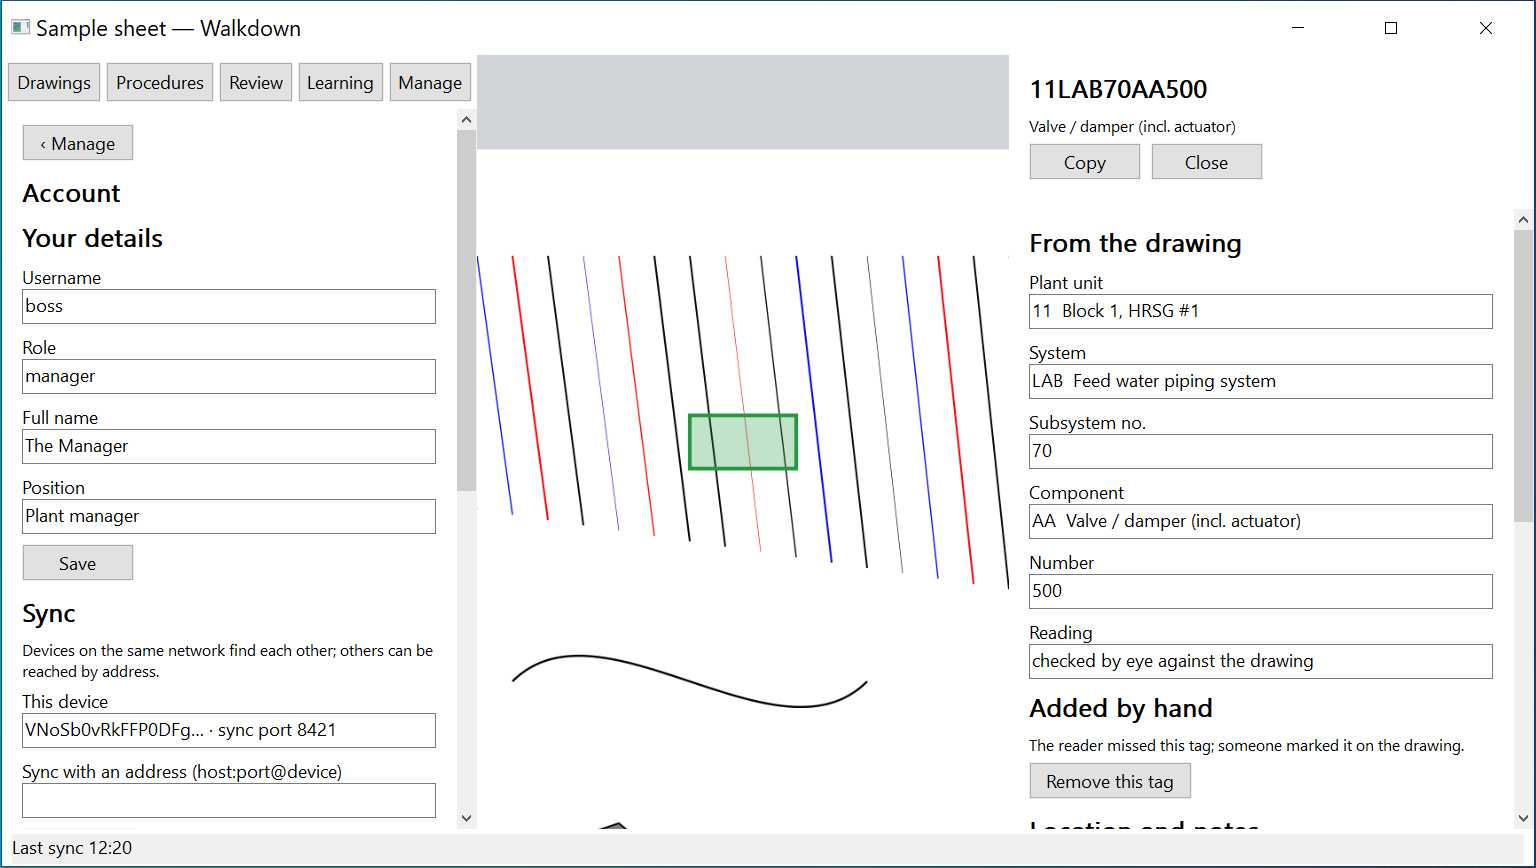 Sample sheet — Walkdown
Drawings
Procedures
Review
Learning
Manage
‹ Manage
Account
Your details
Username
boss
Role
manager
Full name
The Manager
Position
Plant manager
Save
Sync
Devices on the same network find each other; others can be
reached by address.
This device
VNoSb0vRkFFP0DFg... · sync port 8421
Sync with an address (host:port@device)
11LAB70AA500
Valve / damper (incl. actuator)
Copy
Close
From the drawing
Plant unit
11  Block 1, HRSG #1
System
LAB  Feed water piping system
Subsystem no.
70
Component
AA  Valve / damper (incl. actuator)
Number
500
Reading
checked by eye against the drawing
Added by hand
The reader missed this tag; someone marked it on the drawing.
Remove this tag
Location and notes
Last sync 12:20